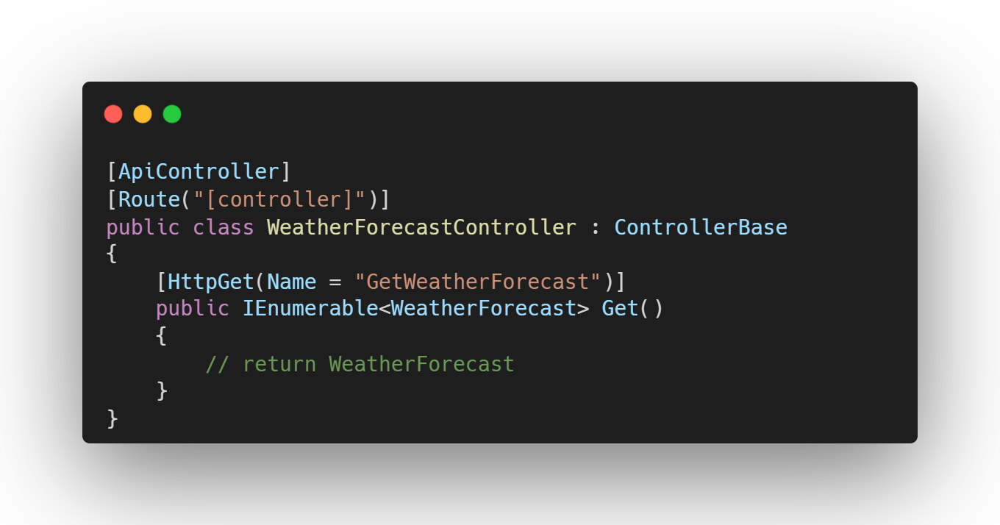 [ApiController]
[Route("[controller]")]
public class WeatherForecastController : ControllerBase
{
    [HttpGet(Name = "GetWeatherForecast")]
    public IEnumerable<WeatherForecast> Get()
    {
        // return WeatherForecast
    }
}